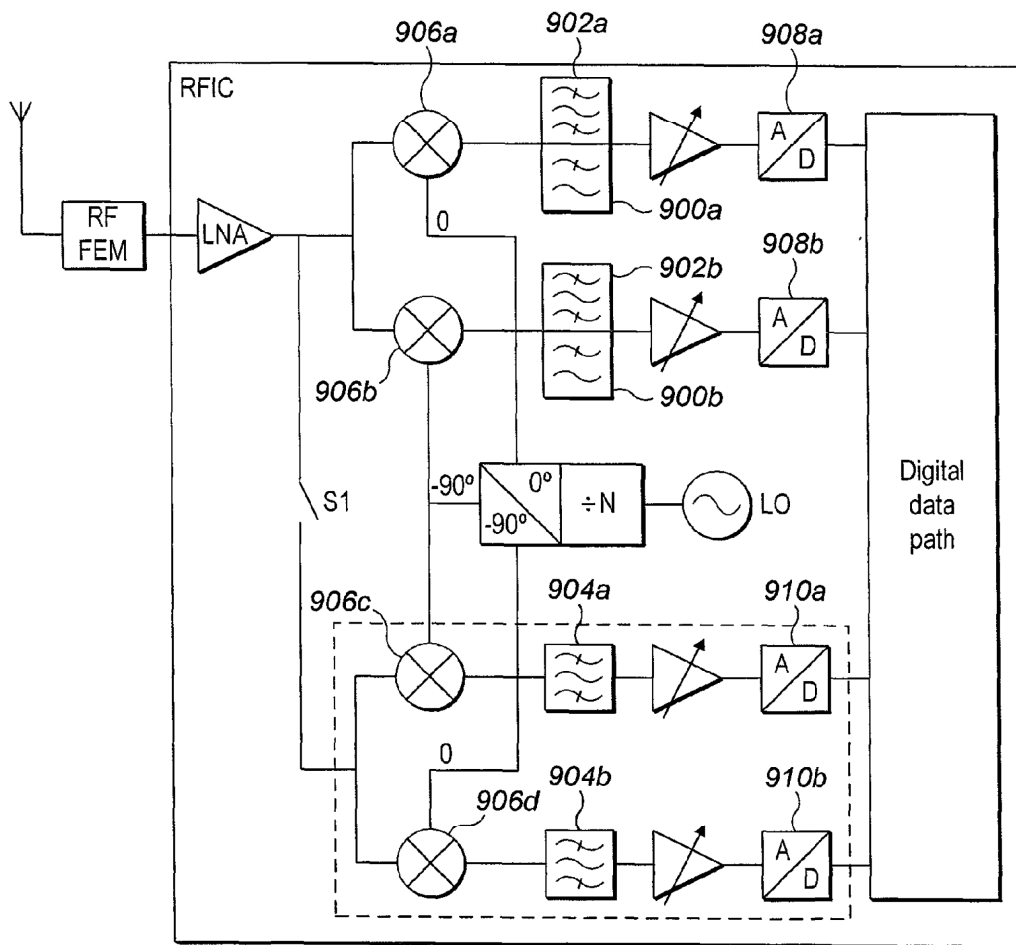 906a
902a
908a
RFIC
A
D
RF
FEM
LNA
0
900a
902b
908b
A
D
906b
900b
S1
-90°
0°
-90°
÷N
LO
Digital
data
path
906c
904a
910a
A
D
0
904b
910b
906d
A
D